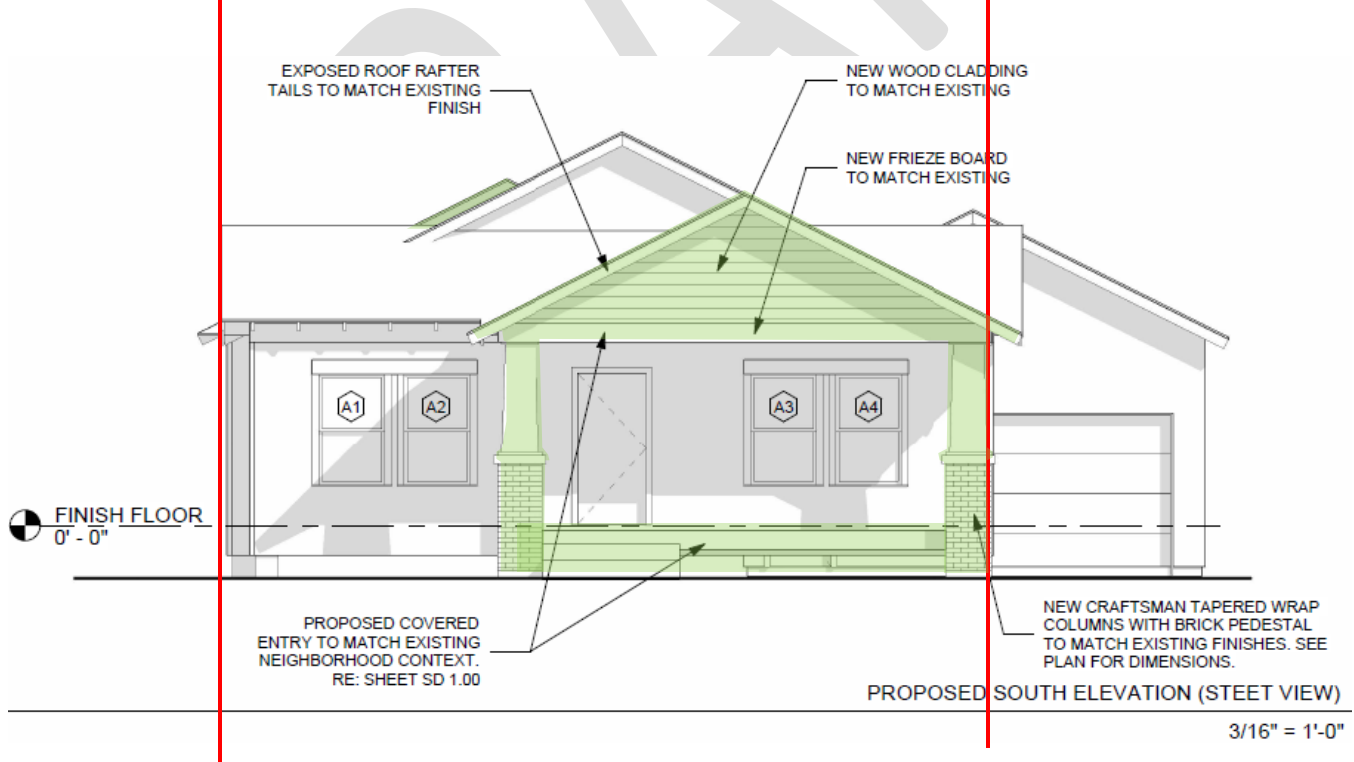 EXPOSED ROOF RAFTER
TAILS TO MATCH EXISTING
FINISH
NEW WOOD CLADDING
TO MATCH EXISTING
NEW FRIEZE BOARD
TO MATCH EXISTING
A1
A2
A3
A4
FINISH FLOOR
0' - 0"
PROPOSED COVERED
ENTRY TO MATCH EXISTING
NEIGHBORHOOD CONTEXT.
RE: SHEET SD 1.00
NEW CRAFTSMAN TAPERED WRAP
COLUMNS WITH BRICK PEDESTAL
TO MATCH EXISTING FINISHES. SEE
PLAN FOR DIMENSIONS.
PROPOSED SOUTH ELEVATION (STEET VIEW)
3/16" = 1'-0"